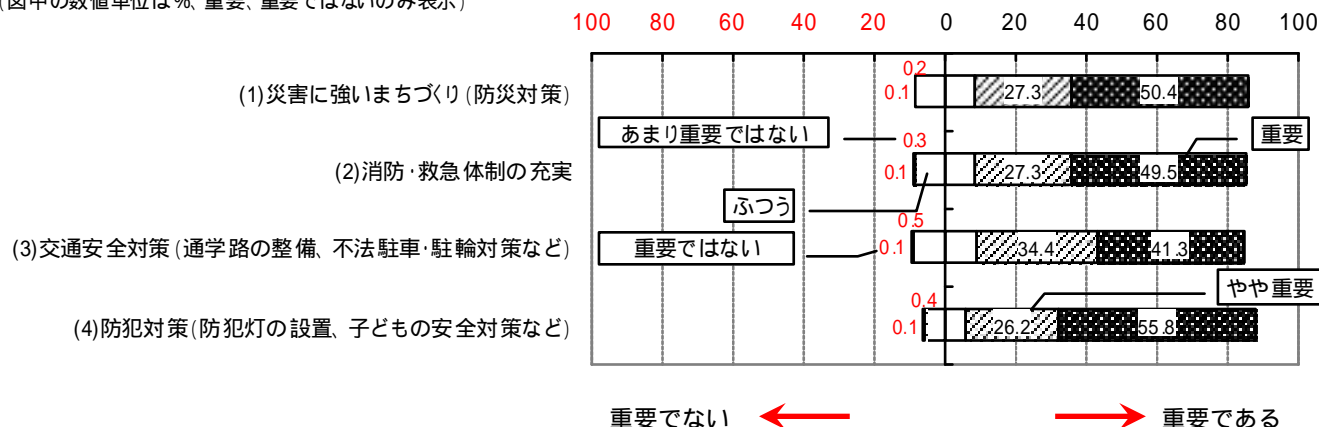 (図中の数値単位は%、重要、重要ではないのみ表示)
100 80 60 40 20 0 20 40 60 80 100
(1)災害に強いまちづくり(防災対策)
0.2
0.1 27.3 50.4
あまり重要ではない
0.3
重要
(2)消防・救急体制の充実
0.1 27.3 49.5
ふつう
0.5
(3)交通安全対策(通学路の整備、不法駐車・駐輪対策など)
重要ではない
0.1 34.4 41.3
やや重要
0.4
(4)防犯対策(防犯灯の設置、子どもの安全対策など)
0.1 26.2 55.8
重要でない
重要である